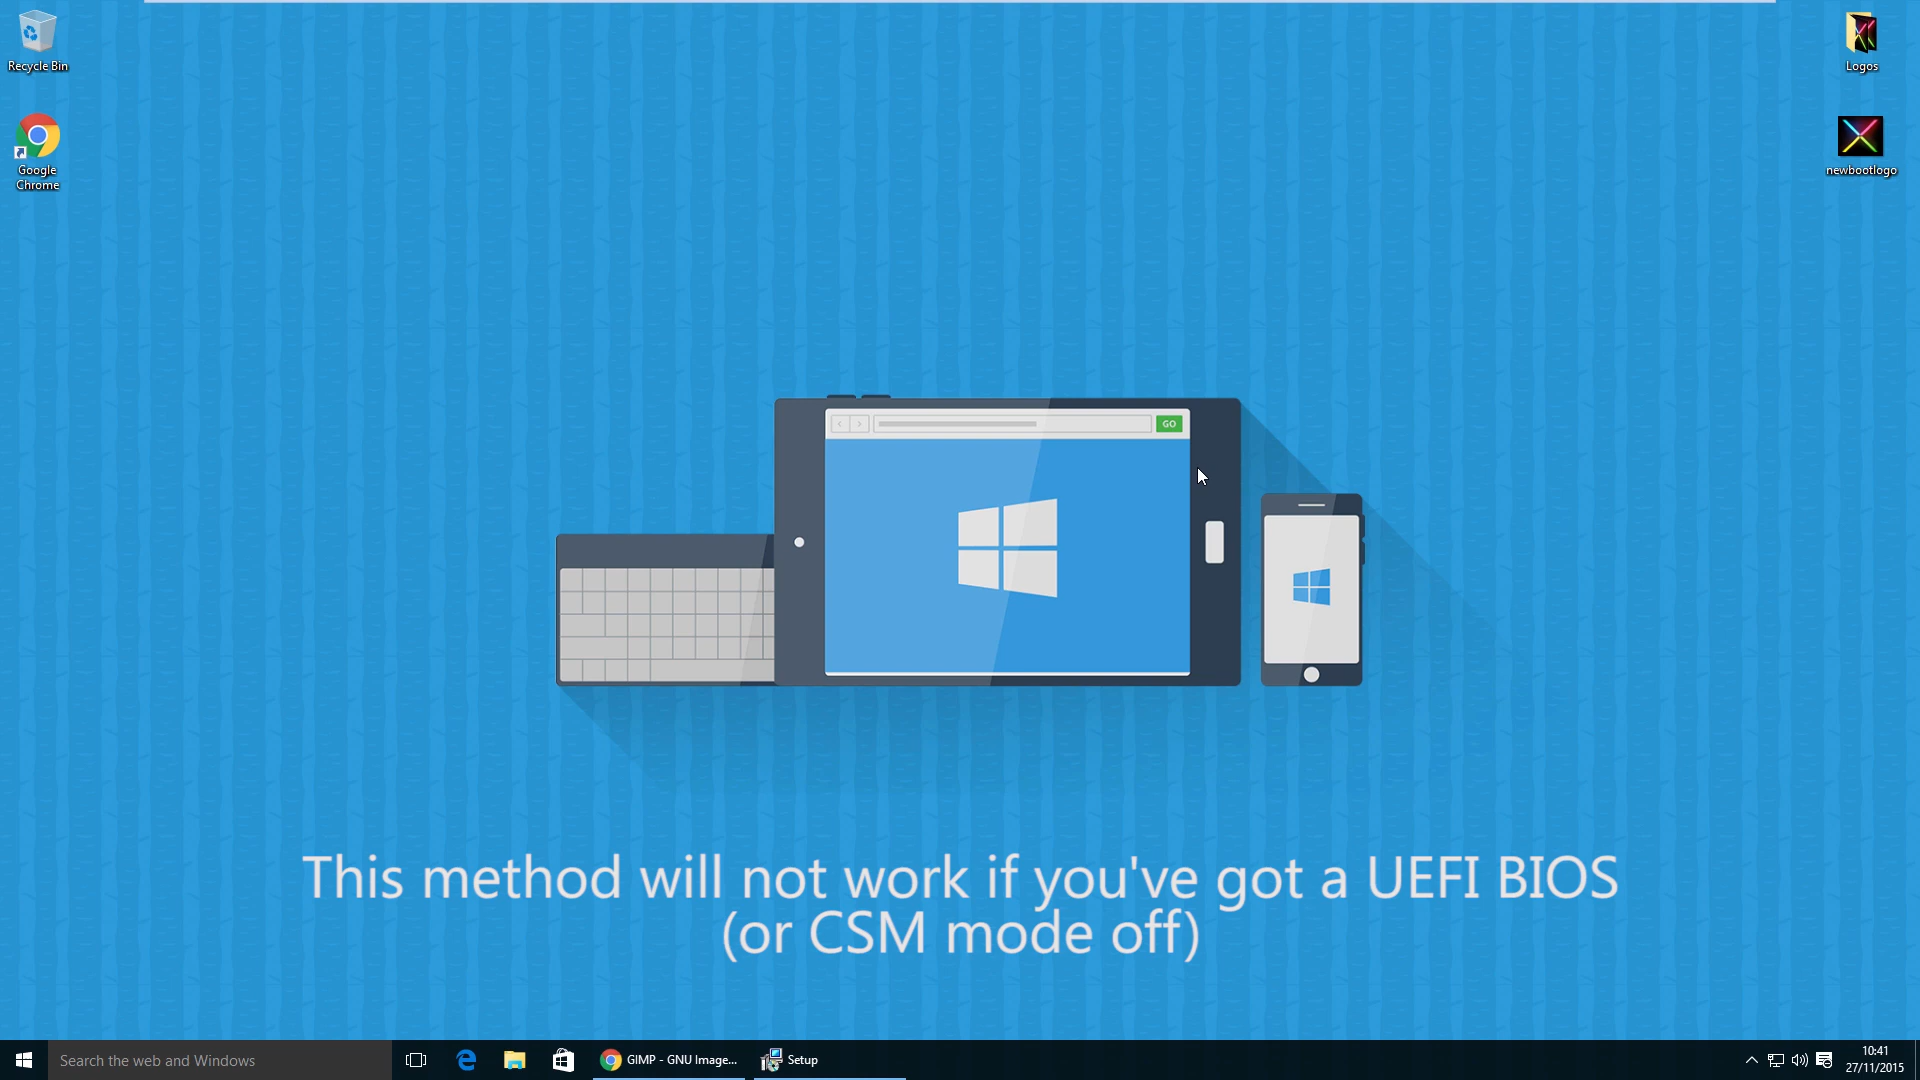 Recycle Bin
Logos
Google
Chrome
newbootlogo
GO
This method will not work if you've got a UEFI BIOS
(or CSM mode off)
Search the web and Windows
GIMP - GNU Image...
Setup
10:41
27/11/2015